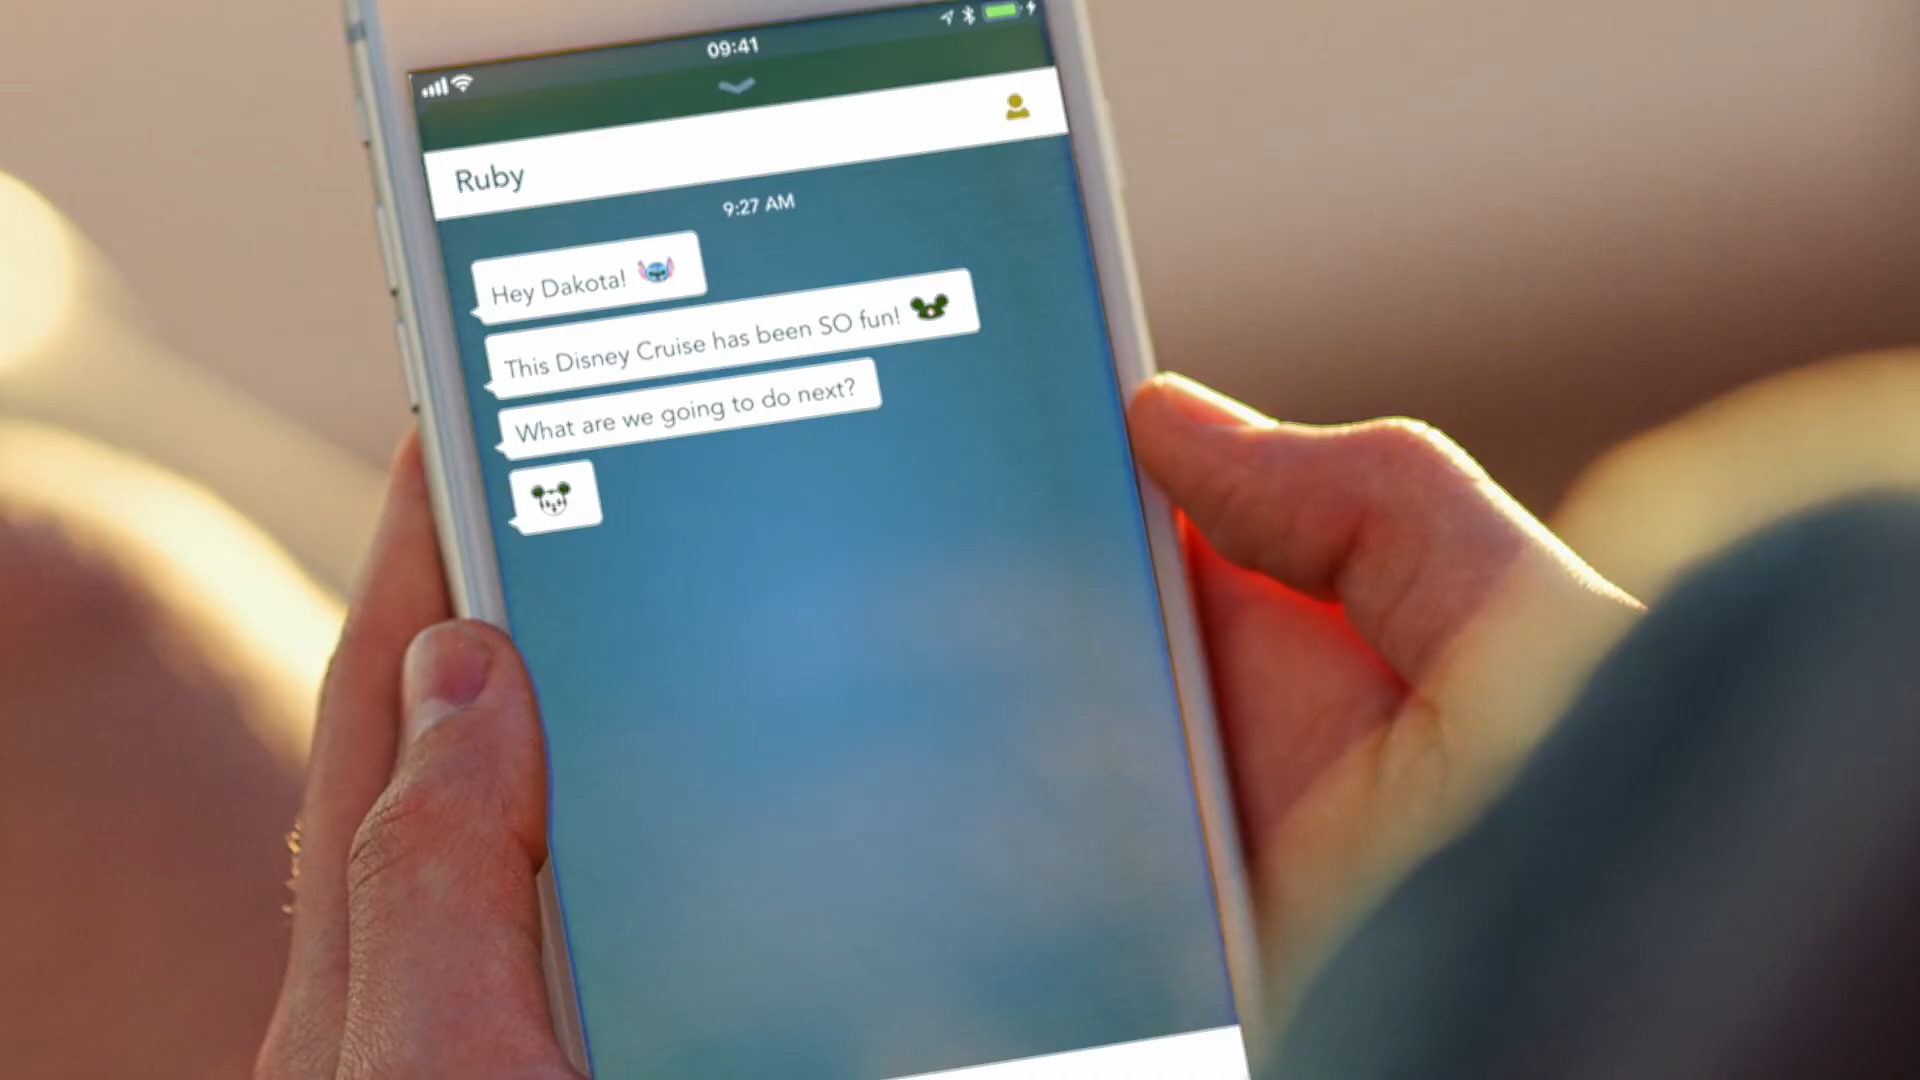 09:41
Ruby
9:27 AM
Hey Dakota!
This Disney Cruise has been SO fun!
What are we going to do next?